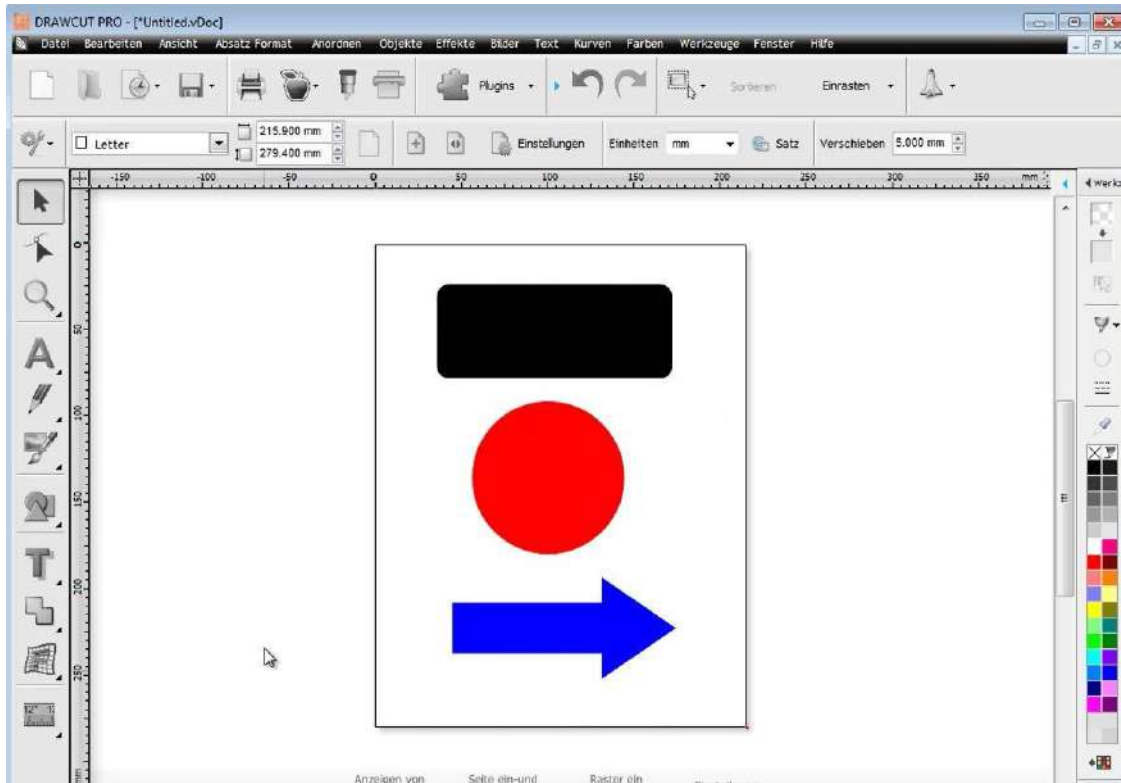 DRAWCUT PRO - [*Untitled.vDoc]
Datei Bearbeiten Ansicht Absatz Format Anordnen Objekte Effekte Bilder Text Kurven Farben Werkzeuge Fenster Hilfe
Plugins Sortieren Einrasten
Letter 215.900 mm
279.400 mm
Einstellungen Einheiten mm Satz Verschieben 5.000 mm
-150 -100 -50 0 50 100 150 200 250 300 350 mm
0
50
100
150
200
250
mm
Anzeigen von Seite ein-und Raster ein